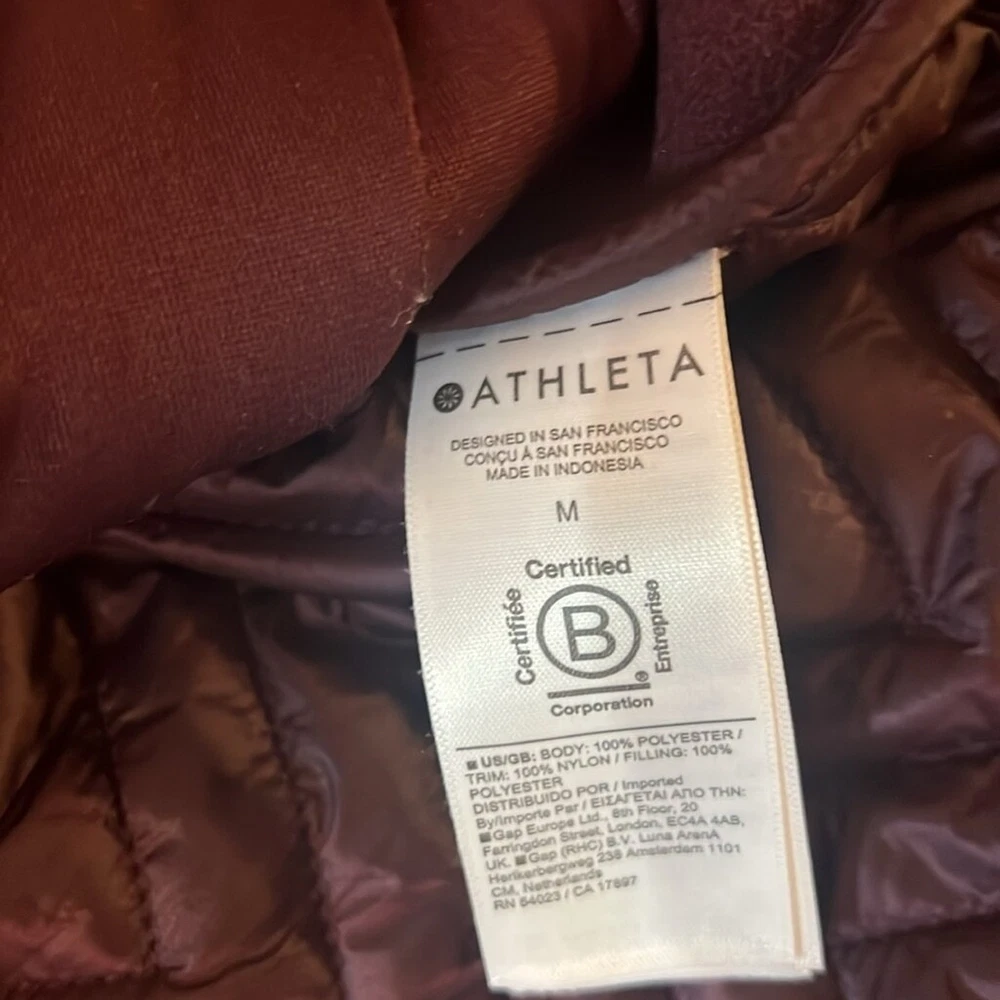 ATHLETA
DESIGNED IN SAN FRANCISCO
CONÇU À SAN FRANCISCO
MADE IN INDONESIA
M
Certified
Certifiée
B
Entreprise
®
Corporation
US/GB: BODY: 100% POLYESTER /
TRIM: 100% NYLON / FILLING: 100%
POLYESTER
DISTRIBUIDO POR / Imported
By/Importe Par / ΕΙΣΑΓΕΤΑΙ ΑΠΟ ΤΗΝ:
Gap Europe Ltd., 8th Floor, 20
Farringdon Street, London, EC4A 4AB,
UK. Gap (RHC) B.V. Luna ArenA
Herikerbergweg 238 Amsterdam 1101
CM, Netherlands
RN 54023 / CA 17897